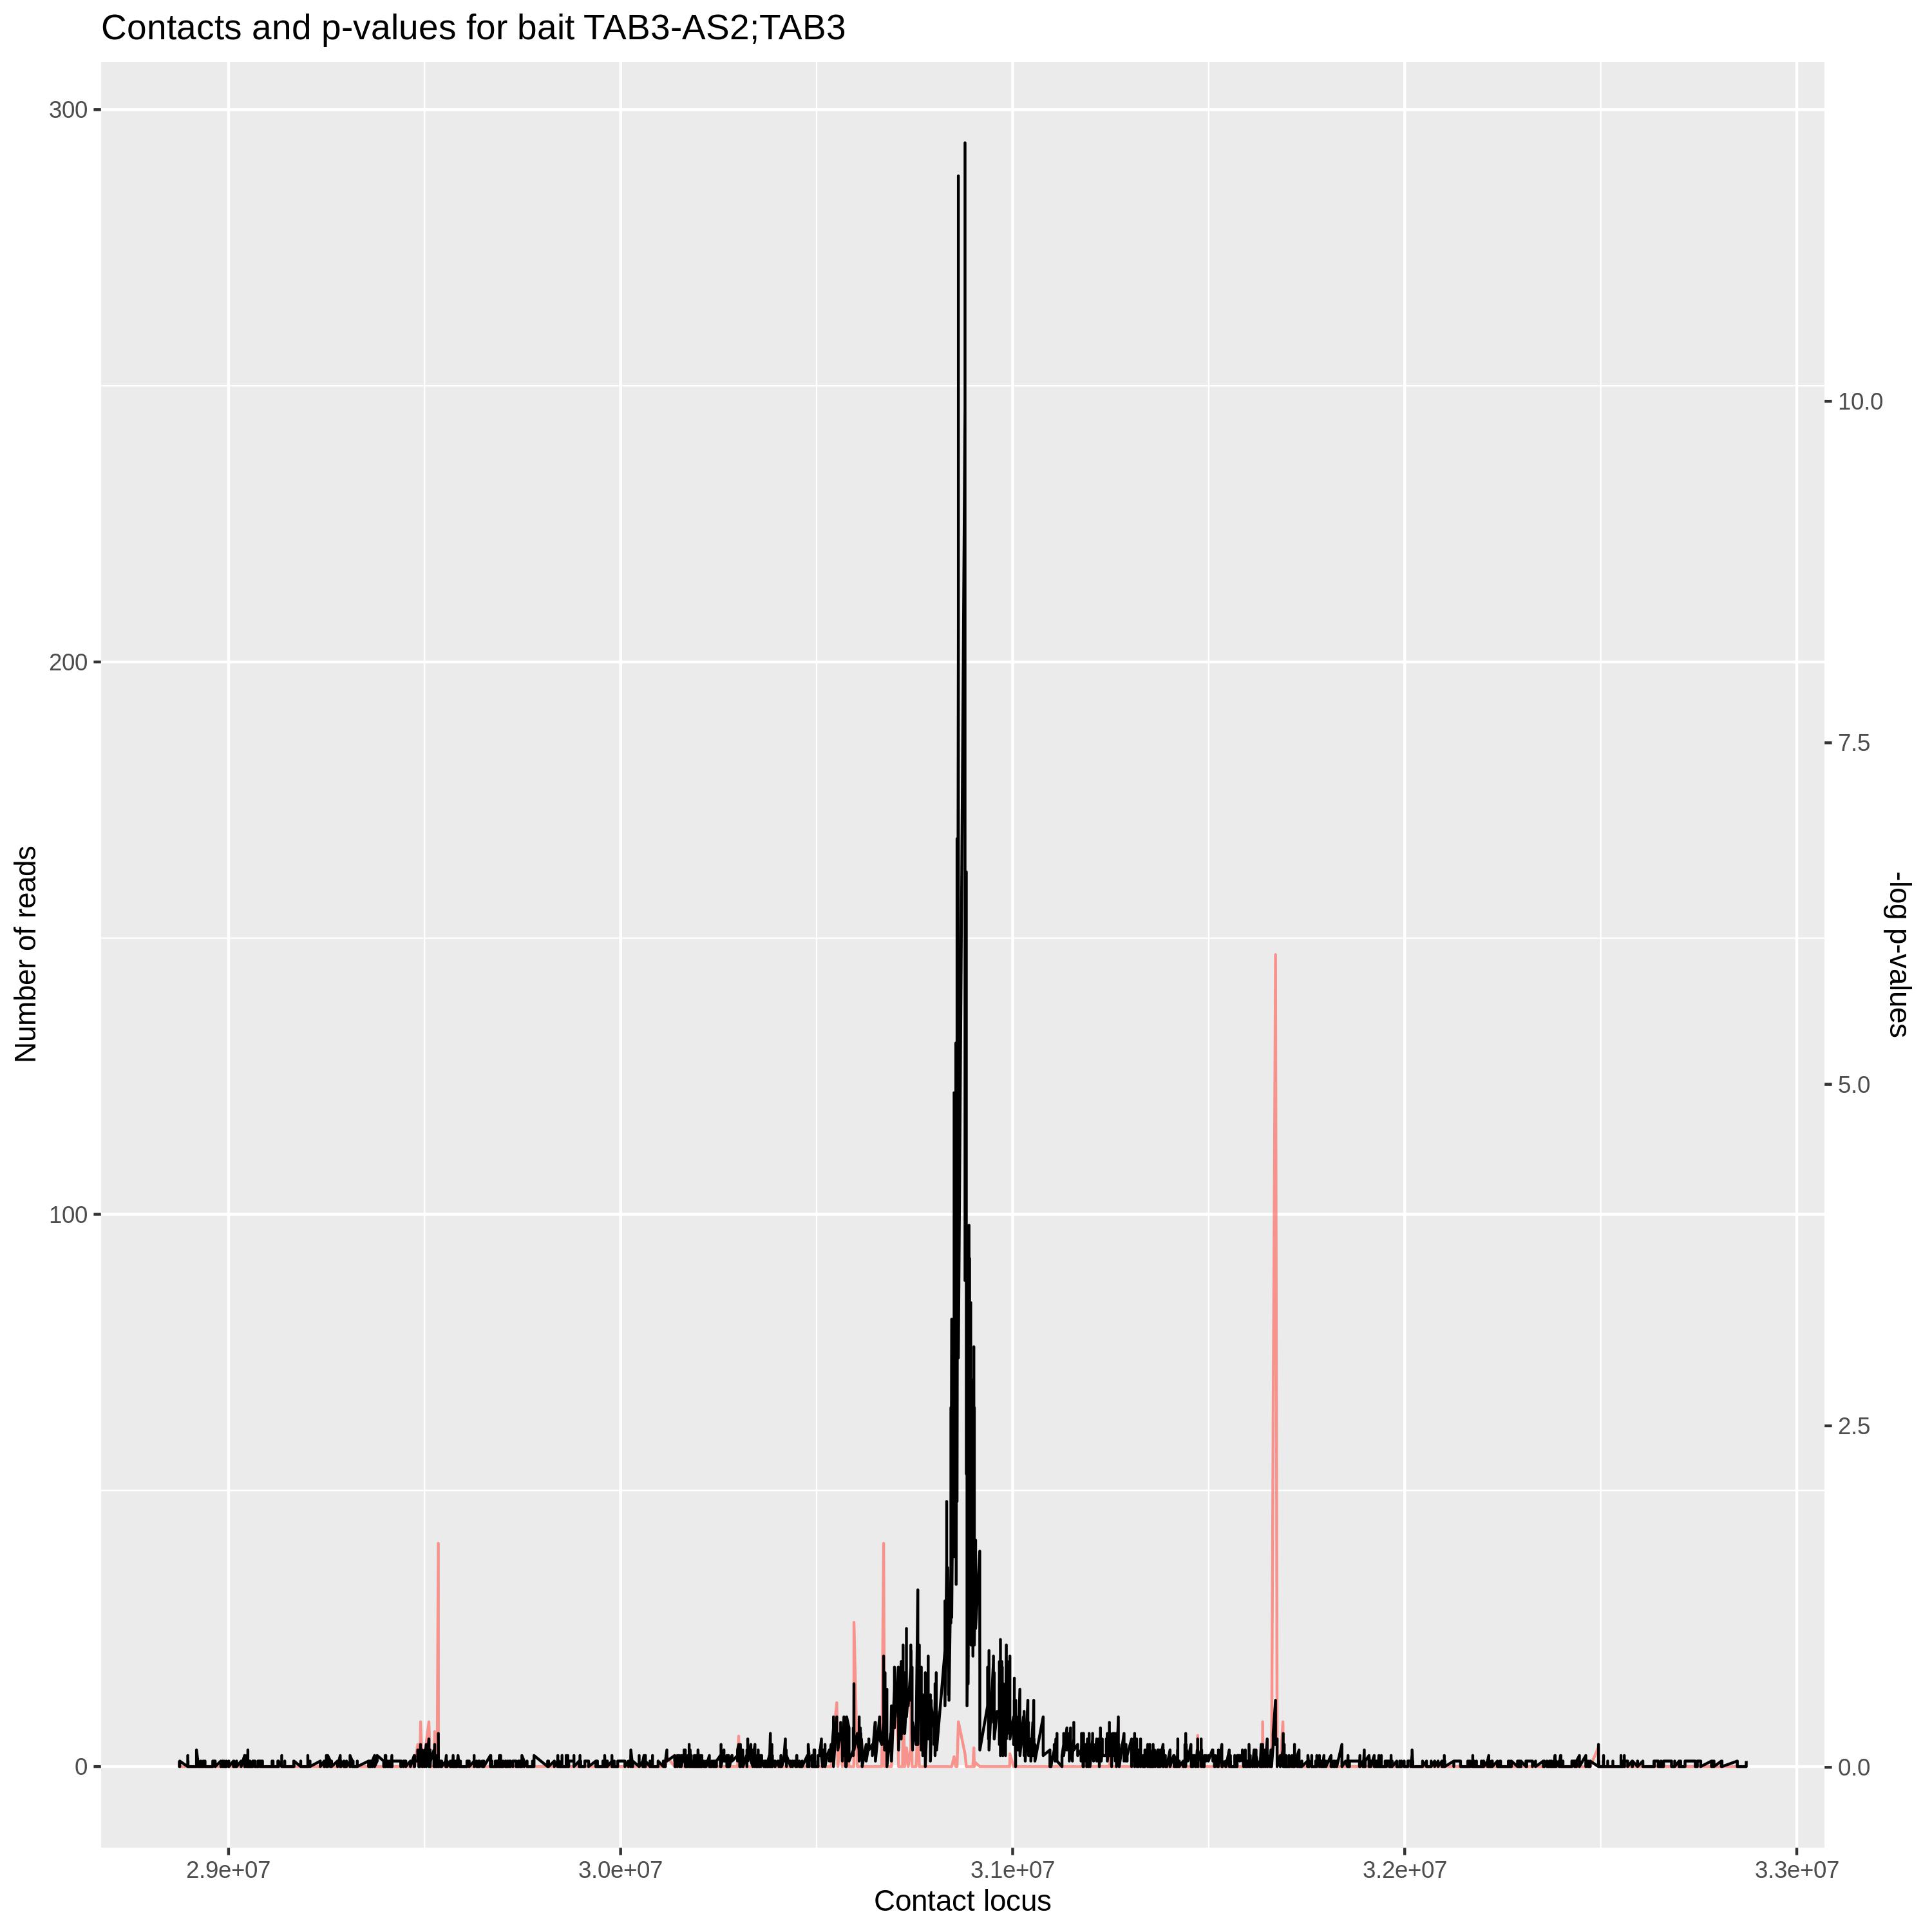 Contacts and p-values for bait TAB3-AS2;TAB3
300
200
100
0
Number of reads
10.0
7.5
5.0
2.5
0.0
-log p-values
2.9e+07
3.0e+07
3.1e+07
3.2e+07
3.3e+07
Contact locus